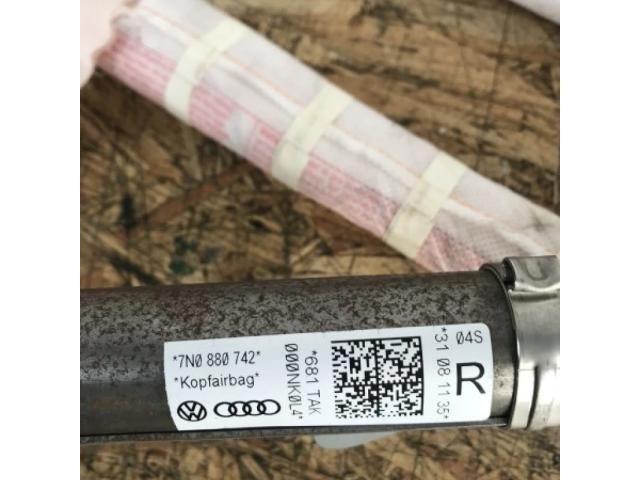 *7N0 880 742*
*Kopfairbag*
*681 TAK
000NK0L4*
*31 08 11 35*
04S
R